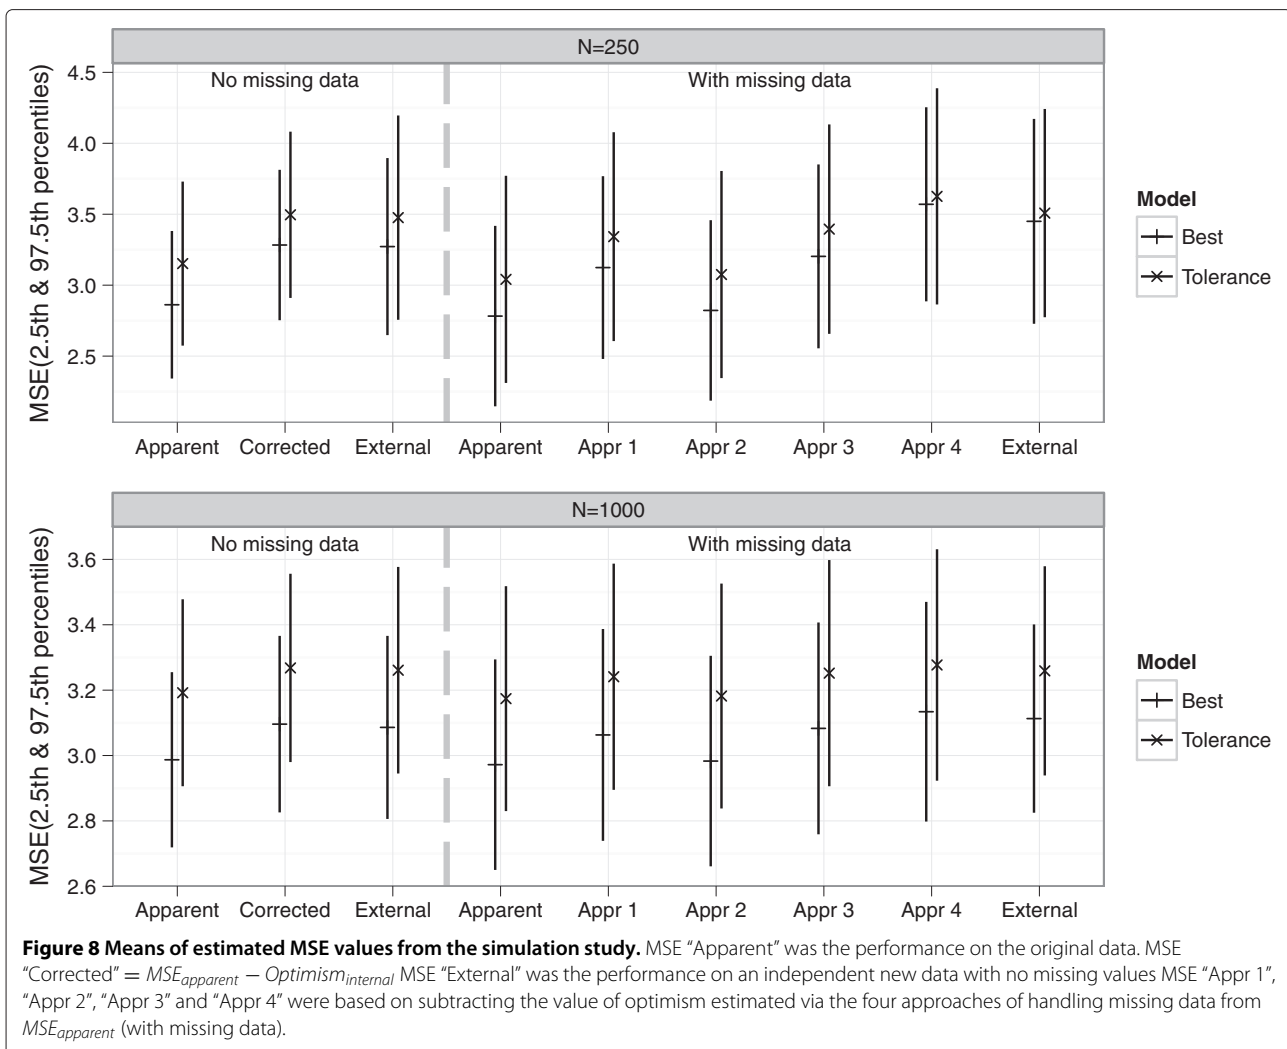 N=250
No missing data
With missing data
MSE(2.5th & 97.5th percentiles)
4.5
4.0
3.5
3.0
2.5
Apparent Corrected External Apparent Appr 1 Appr 2 Appr 3 Appr 4 External
Model
Best
Tolerance
N=1000
No missing data
With missing data
MSE(2.5th & 97.5th percentiles)
3.6
3.4
3.2
3.0
2.8
2.6
Apparent Corrected External Apparent Appr 1 Appr 2 Appr 3 Appr 4 External
Model
Best
Tolerance
Figure 8 Means of estimated MSE values from the simulation study. MSE “Apparent” was the performance on the original data. MSE
“Corrected” = MSEapparent − Optimisminternal MSE “External” was the performance on an independent new data with no missing values MSE “Appr 1”,
“Appr 2”, “Appr 3” and “Appr 4” were based on subtracting the value of optimism estimated via the four approaches of handling missing data from
MSEapparent (with missing data).